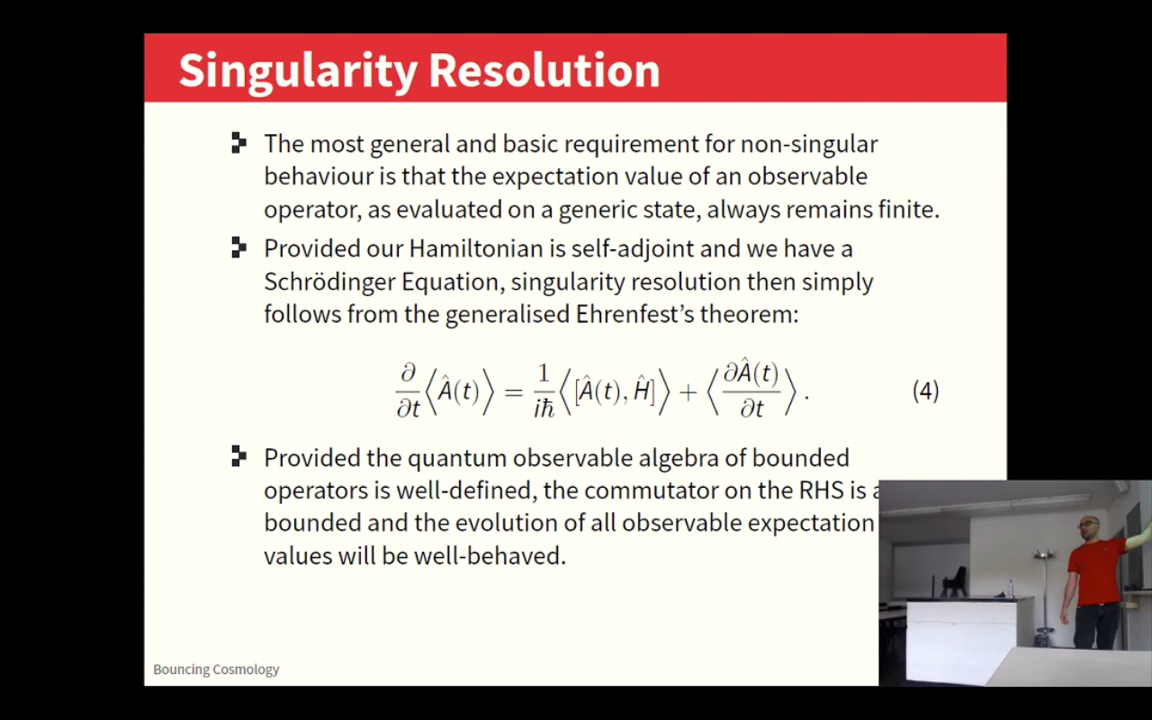 Singularity Resolution
The most general and basic requirement for non-singular
behaviour is that the expectation value of an observable
operator, as evaluated on a generic state, always remains finite.
Provided our Hamiltonian is self-adjoint and we have a
Schrödinger Equation, singularity resolution then simply
follows from the generalised Ehrenfest's theorem:
∂/∂t ⟨Â(t)⟩ = 1/iħ ⟨[Â(t), Ĥ]⟩ + ⟨∂Â(t)/∂t⟩. (4)
Provided the quantum observable algebra of bounded
operators is well-defined, the commutator on the RHS is
bounded and the evolution of all observable expectation
values will be well-behaved.
Bouncing Cosmology